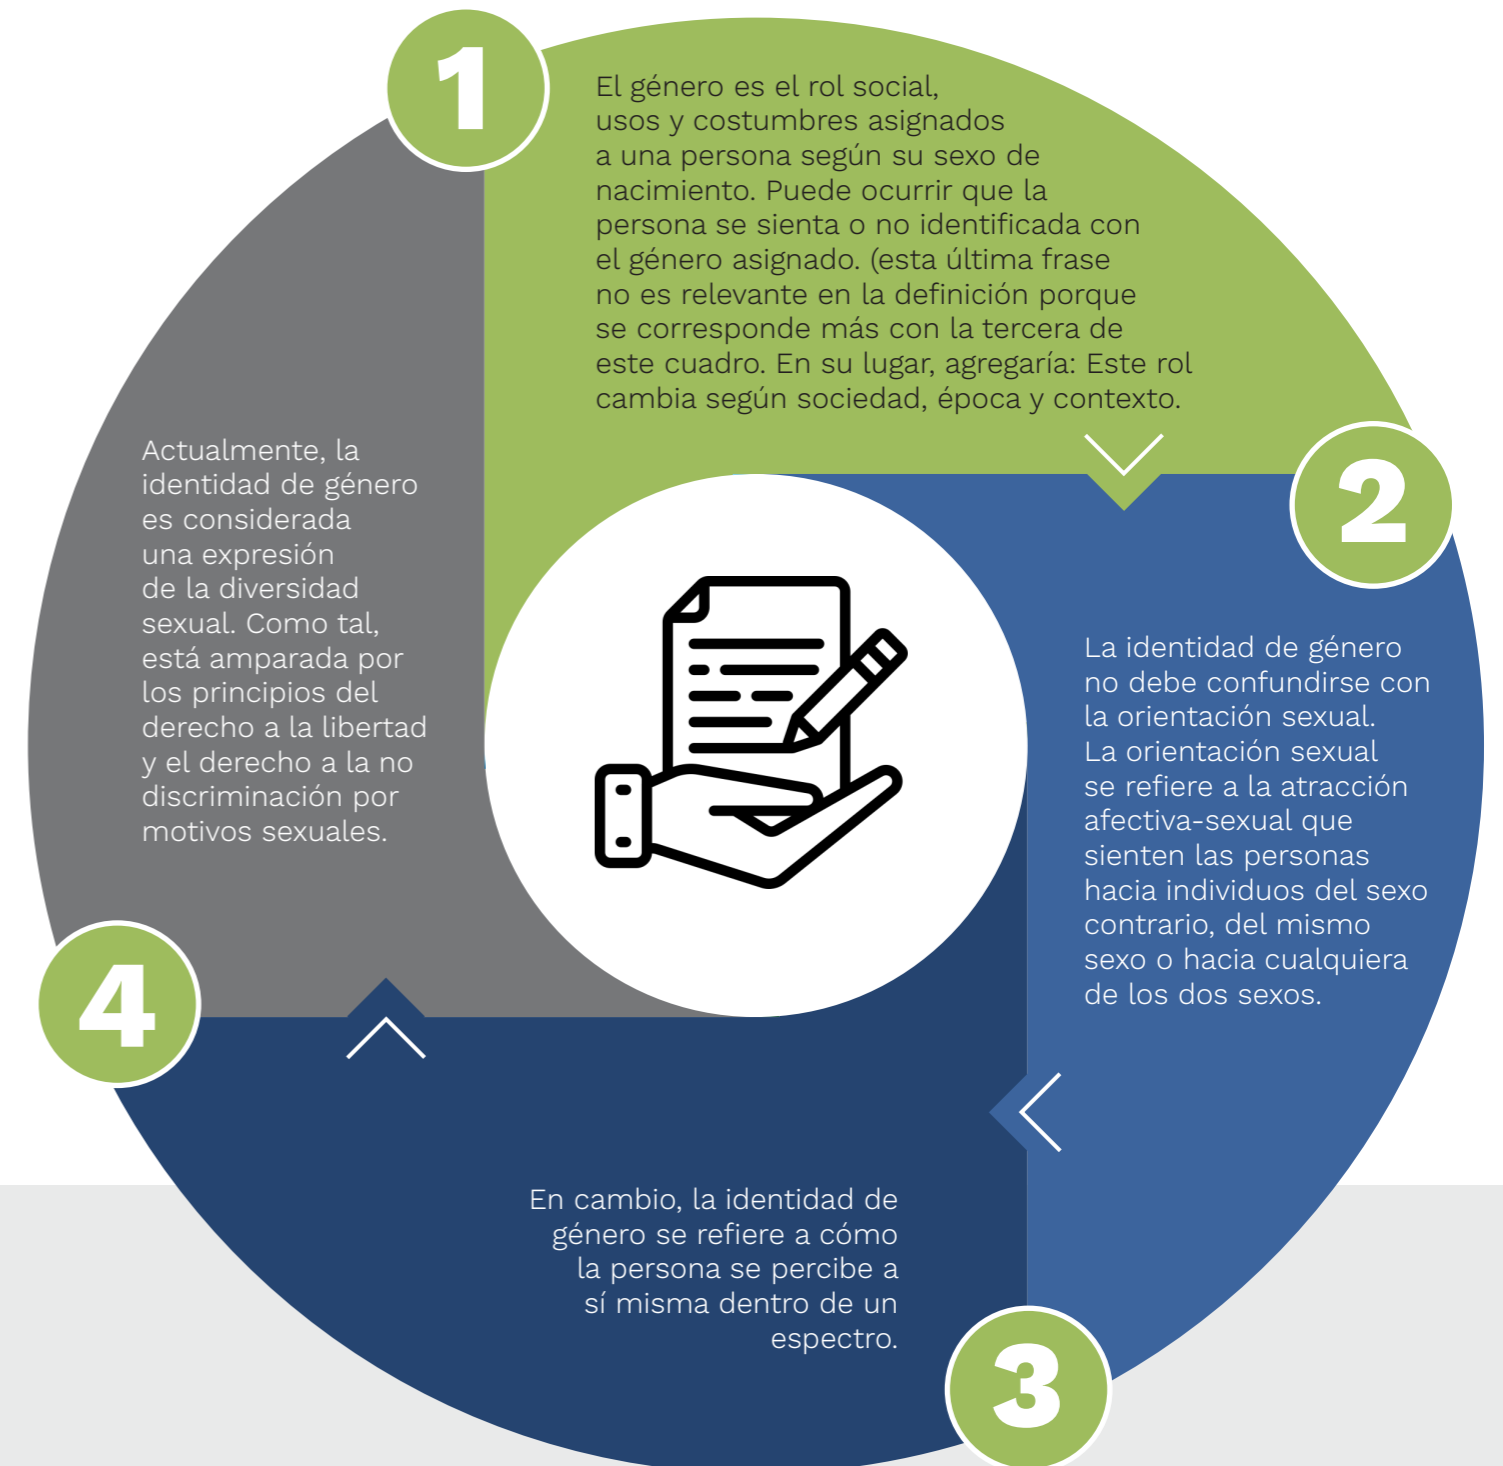 1
El género es el rol social,
usos y costumbres asignados
a una persona según su sexo de
nacimiento. Puede ocurrir que la
persona se sienta o no identificada con
el género asignado. (esta última frase
no es relevante en la definición porque
se corresponde más con la tercera de
este cuadro. En su lugar, agregaría: Este rol
cambia según sociedad, época y contexto.
2
La identidad de género
no debe confundirse con
la orientación sexual.
La orientación sexual
se refiere a la atracción
afectiva-sexual que
sienten las personas
hacia individuos del sexo
contrario, del mismo
sexo o hacia cualquiera
de los dos sexos.
3
En cambio, la identidad de
género se refiere a cómo
la persona se percibe a
sí misma dentro de un
espectro.
4
Actualmente, la
identidad de género
es considerada
una expresión
de la diversidad
sexual. Como tal,
está amparada por
los principios del
derecho a la libertad
y el derecho a la no
discriminación por
motivos sexuales.